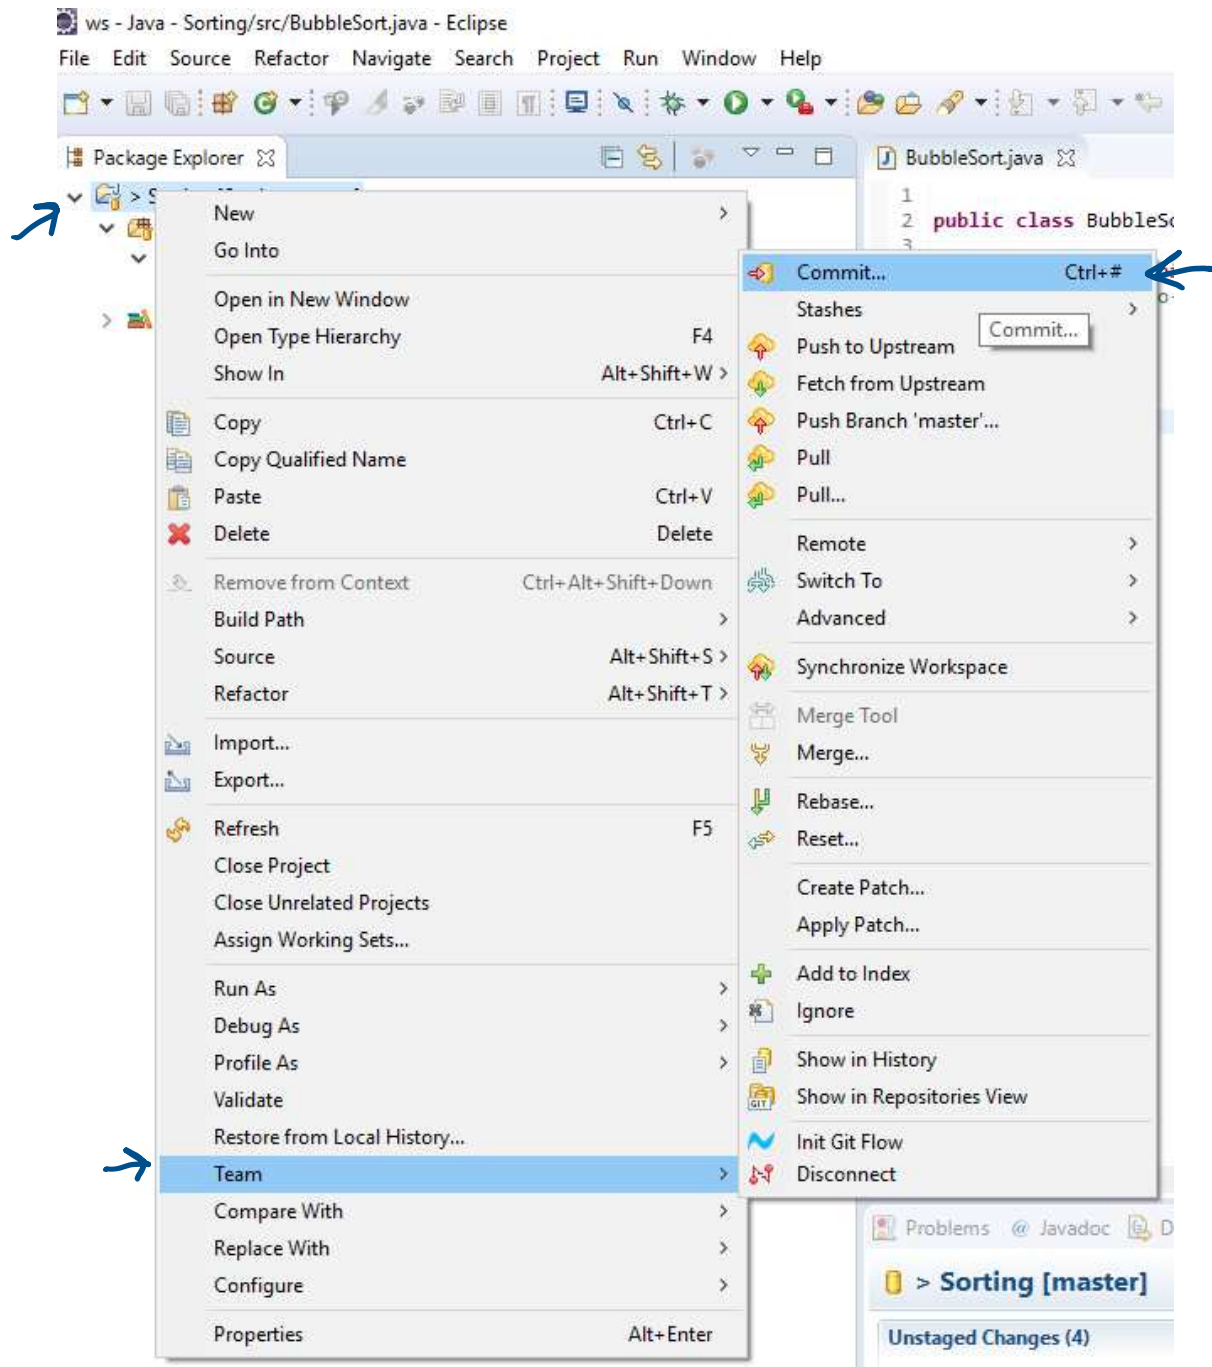 ws - Java - Sorting/src/BubbleSort.java - Eclipse
File Edit Source Refactor Navigate Search Project Run Window Help
Package Explorer
BubbleSort.java
1
2 public class BubbleSo
3
New
Go Into
Open in New Window
Open Type Hierarchy F4
Show In Alt+Shift+W >
Copy Ctrl+C
Copy Qualified Name
Paste Ctrl+V
Delete Delete
Remove from Context Ctrl+Alt+Shift+Down
Build Path
Source Alt+Shift+S >
Refactor Alt+Shift+T >
Import...
Export...
Refresh F5
Close Project
Close Unrelated Projects
Assign Working Sets...
Run As
Debug As
Profile As
Validate
Restore from Local History...
Team
Compare With
Replace With
Configure
Properties Alt+Enter
Commit... Ctrl+#
Stashes
Commit...
Push to Upstream
Fetch from Upstream
Push Branch 'master'...
Pull
Pull...
Remote
Switch To
Advanced
Synchronize Workspace
Merge Tool
Merge...
Rebase...
Reset...
Create Patch...
Apply Patch...
Add to Index
Ignore
Show in History
GIT Show in Repositories View
Init Git Flow
Disconnect
Problems @ Javadoc D
> Sorting [master]
Unstaged Changes (4)